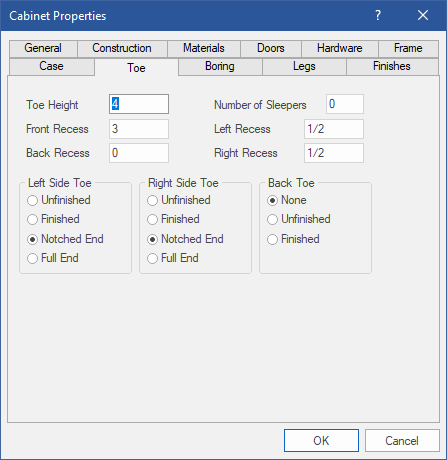 Cabinet Properties ?
General Construction Materials Doors Hardware Frame
Case Toe Boring Legs Finishes
Toe Height 4 Number of Sleepers 0
Front Recess 3 Left Recess 1/2
Back Recess 0 Right Recess 1/2
Left Side Toe Right Side Toe Back Toe
Unfinished Unfinished None
Finished Finished Unfinished
Notched End Notched End Finished
Full End Full End
OK Cancel